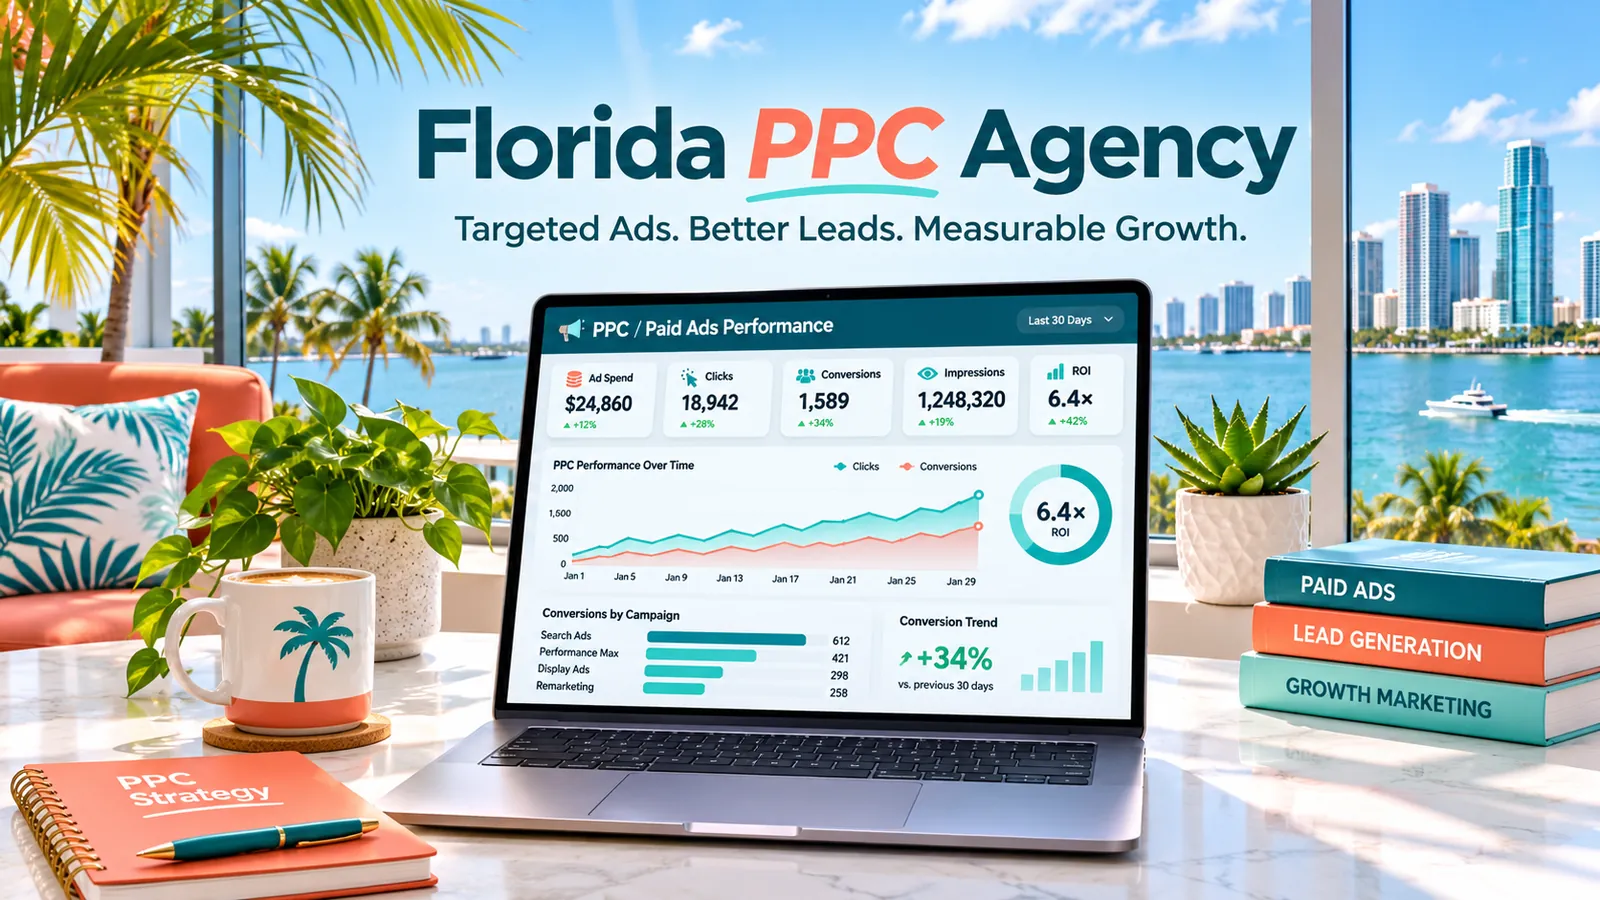 Florida PPC Agency
Targeted Ads. Better Leads. Measurable Growth.
PPC / Paid Ads Performance
Last 30 Days
Ad Spend
$24,860
+12%
Clicks
18,942
+28%
Conversions
1,589
+34%
Impressions
1,248,320
+19%
ROI
6.4×
+42%
PPC Performance Over Time
Clicks
Conversions
2,000
1,500
500
0
Jan 1
Jan 5
Jan 9
Jan 13
Jan 17
Jan 21
Jan 25
Jan 29
6.4×
ROI
Conversions by Campaign
Search Ads 612
Performance Max 421
Display Ads 298
Remarketing 258
Conversion Trend
+34%
vs. previous 30 days
PPC
Strategy
PAID ADS
LEAD GENERATION
GROWTH MARKETING